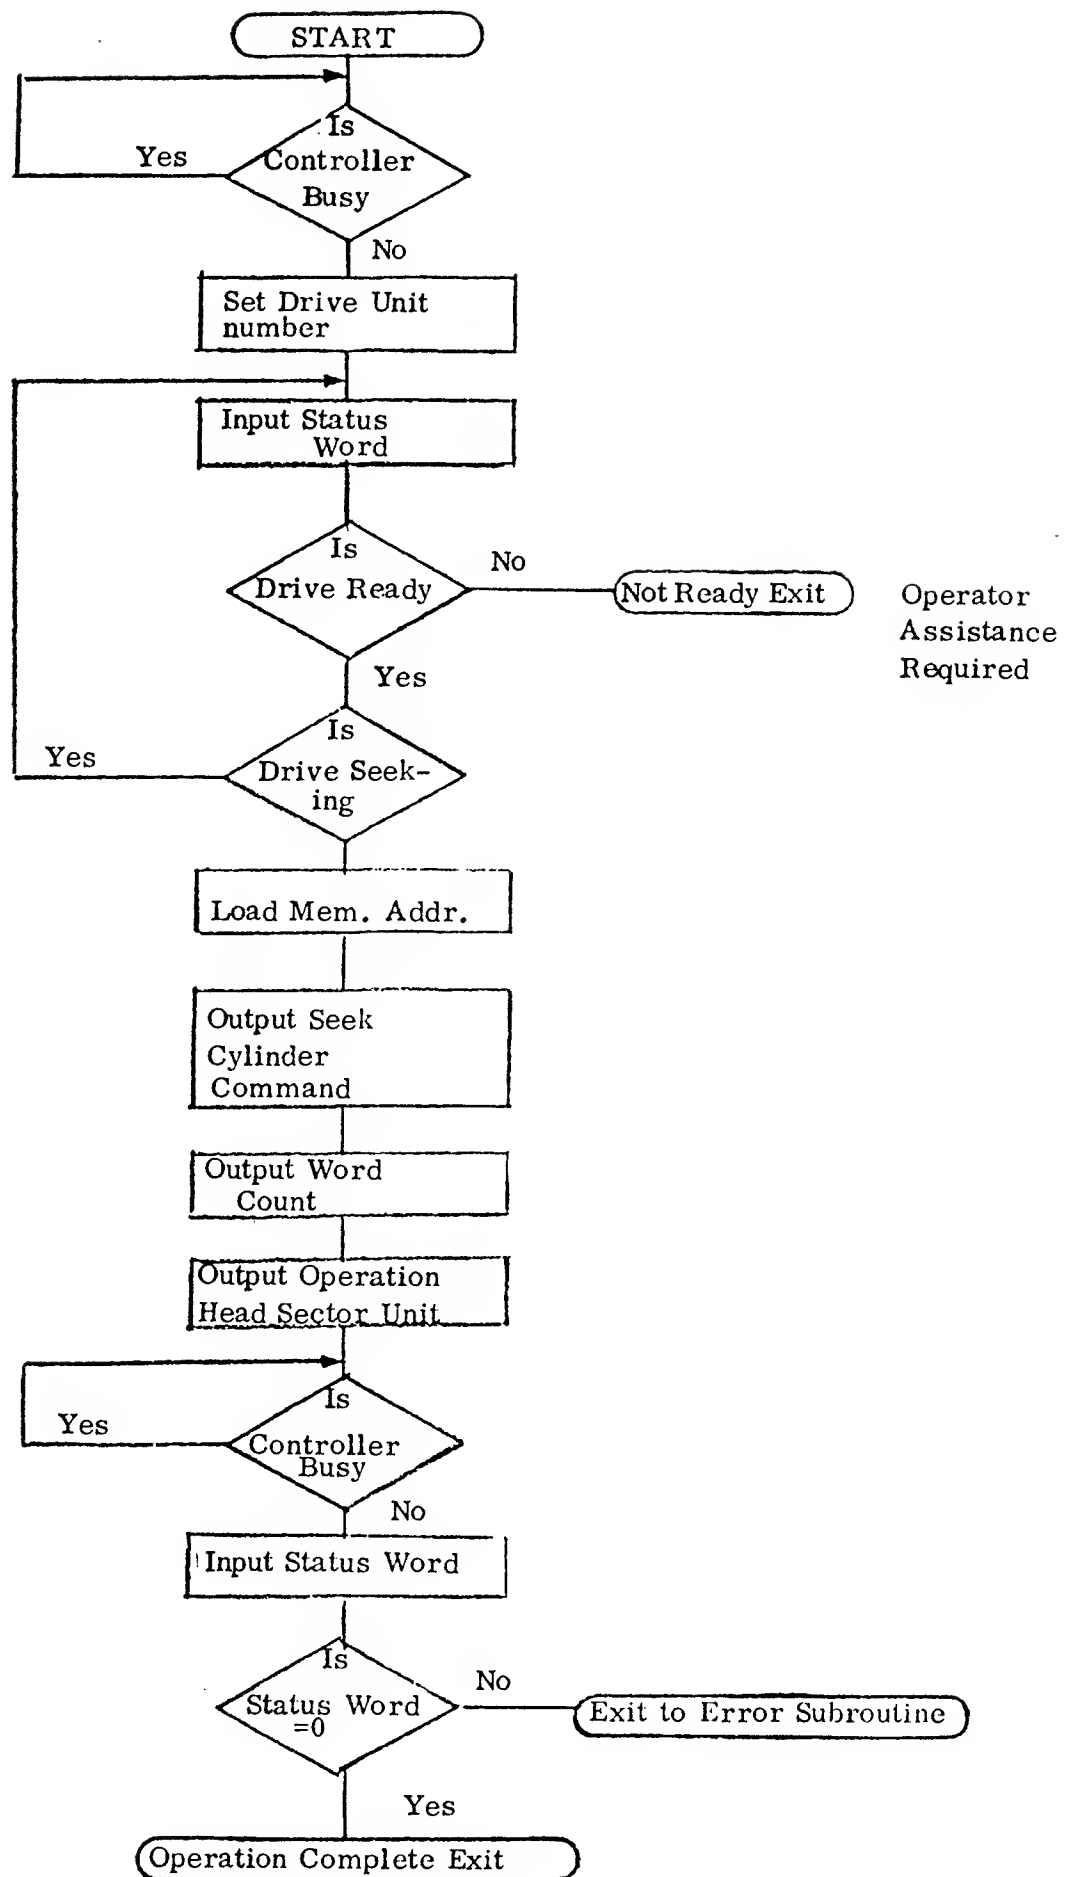 START
Is
Controller
Busy
Yes
No
Set Drive Unit
number
Input Status
Word
Is
Drive Ready
No
Not Ready Exit
Operator
Assistance
Required
Yes
Is
Drive Seek-
ing
Yes
Load Mem. Addr.
Output Seek
Cylinder
Command
Output Word
Count
Output Operation
Head Sector Unit
Is
Controller
Busy
Yes
No
Input Status Word
Is
Status Word
=0
No
Exit to Error Subroutine
Yes
Operation Complete Exit